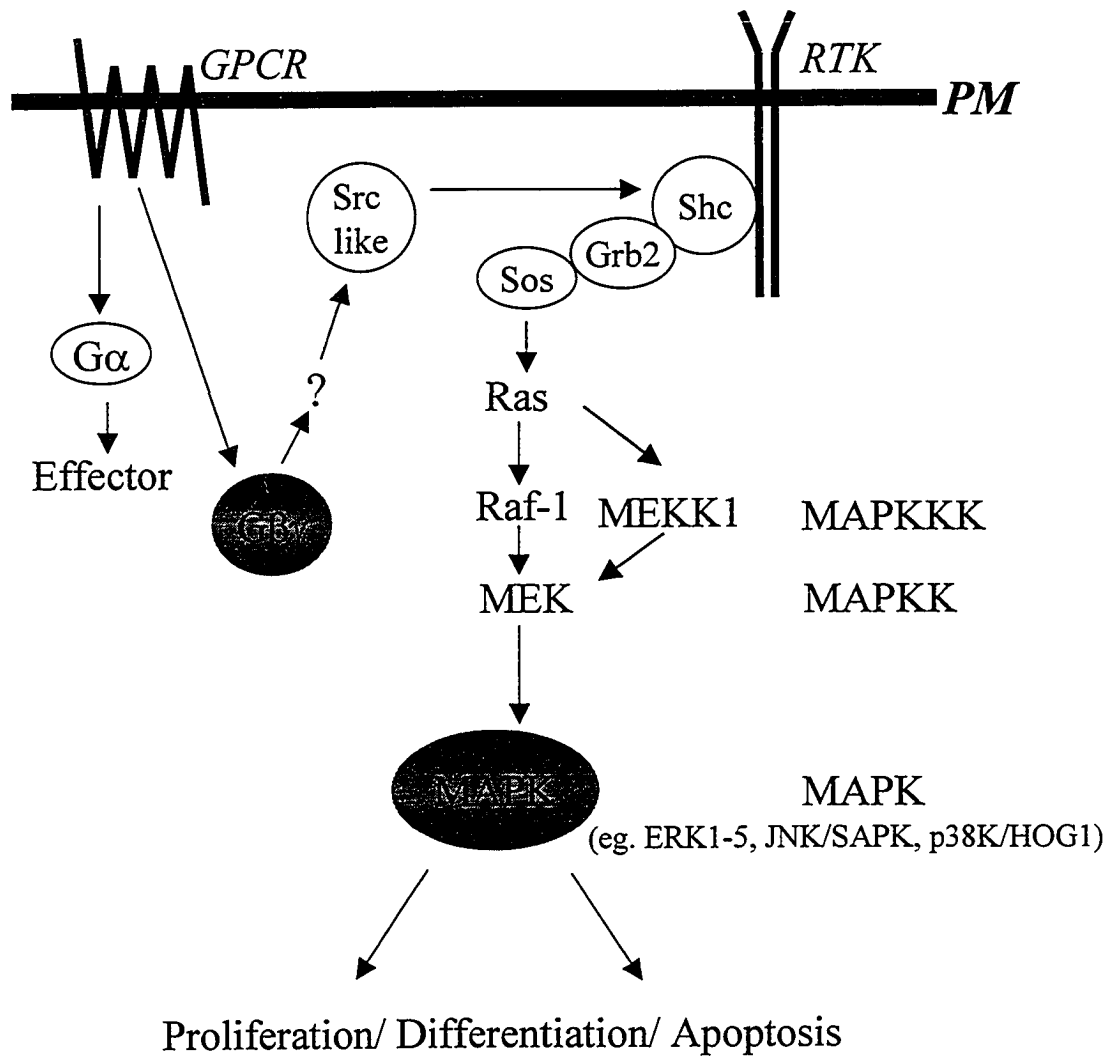 GPCR
RTK
PM
Src
like
Shc
Grb2
Sos
Gα
Ras
?
Effector
Gβγ
Raf-1
MEKK1
MAPKKK
MEK
MAPKK
MAPK
MAPK
(eg. ERK1-5, JNK/SAPK, p38K/HOG1)
Proliferation/ Differentiation/ Apoptosis